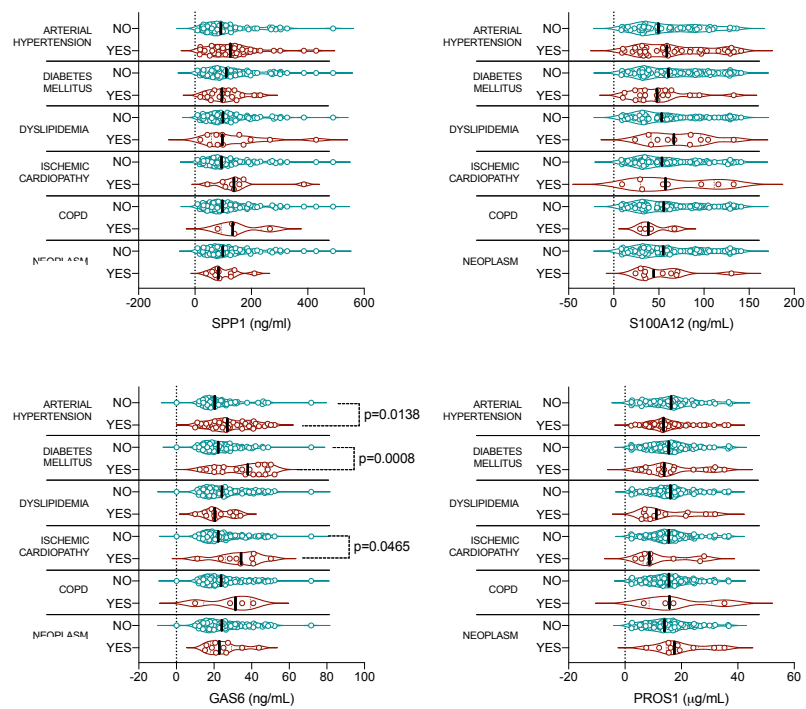 ARTERIAL
HYPERTENSION
NO
YES
DIABETES
MELLITUS
NO
YES
DYSLIPIDEMIA
NO
YES
ISCHEMIC
CARDIOPATHY
NO
YES
COPD
NO
YES
NEOPLASM
NO
YES
-200 0 200 400 600
SPP1 (ng/ml)
ARTERIAL
HYPERTENSION
NO
YES
DIABETES
MELLITUS
NO
YES
DYSLIPIDEMIA
NO
YES
ISCHEMIC
CARDIOPATHY
NO
YES
COPD
NO
YES
NEOPLASM
NO
YES
-50 0 50 100 150 200
S100A12 (ng/mL)
ARTERIAL
HYPERTENSION
NO
YES
p=0.0138
DIABETES
MELLITUS
NO
YES
p=0.0008
DYSLIPIDEMIA
NO
YES
ISCHEMIC
CARDIOPATHY
NO
YES
p=0.0465
COPD
NO
YES
NEOPLASM
NO
YES
-20 0 20 40 60 80 100
GAS6 (ng/mL)
ARTERIAL
HYPERTENSION
NO
YES
DIABETES
MELLITUS
NO
YES
DYSLIPIDEMIA
NO
YES
ISCHEMIC
CARDIOPATHY
NO
YES
COPD
NO
YES
NEOPLASM
NO
YES
-20 0 20 40 60
PROS1 (μg/mL)